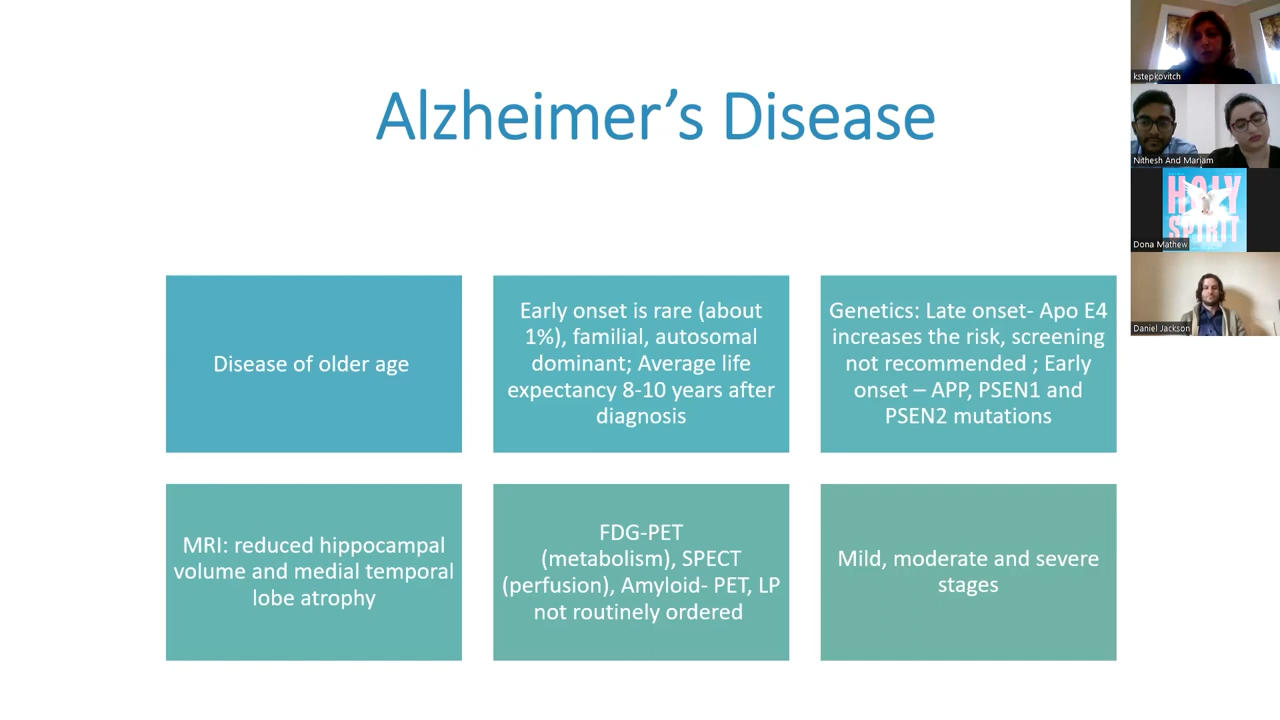 Alzheimer’s Disease
Disease of older age
Early onset is rare (about
1%), familial, autosomal
dominant; Average life
expectancy 8-10 years after
diagnosis
Genetics: Late onset- Apo E4
increases the risk, screening
not recommended ; Early
onset – APP, PSEN1 and
PSEN2 mutations
MRI: reduced hippocampal
volume and medial temporal
lobe atrophy
FDG-PET
(metabolism), SPECT
(perfusion), Amyloid- PET, LP
not routinely ordered
Mild, moderate and severe
stages
kstepkovitch
Nithesh And Mariam
HOLY
SPIRIT
Dona Mathew
Daniel Jackson